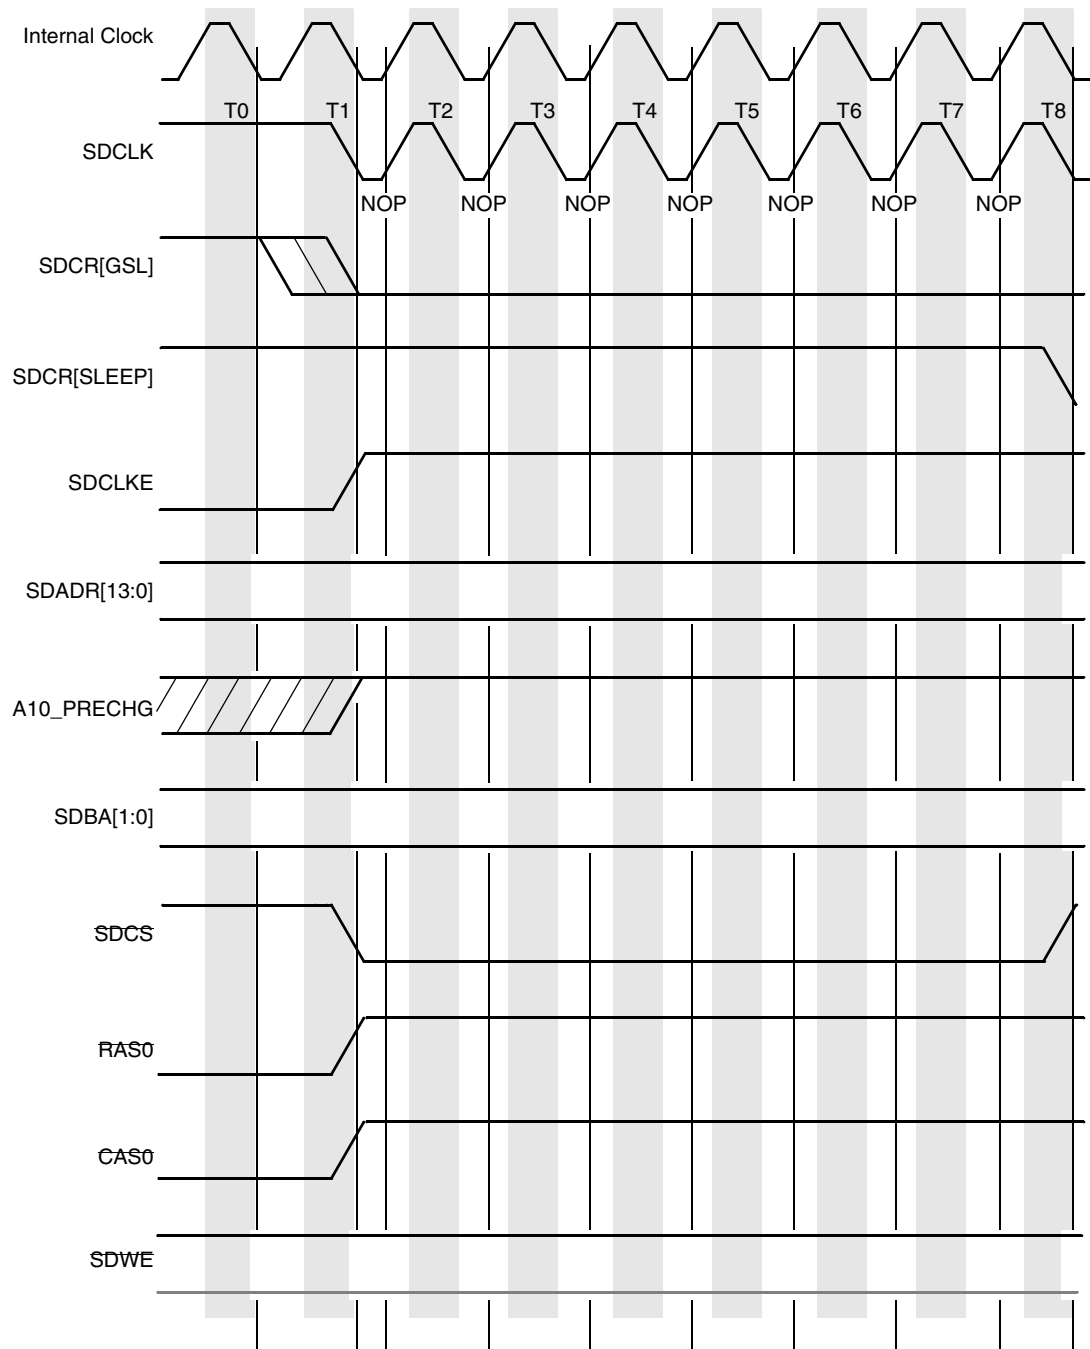 Internal Clock
T0 T1 T2 T3 T4 T5 T6 T7 T8
SDCLK
NOP NOP NOP NOP NOP NOP NOP
SDCR[GSL]
SDCR[SLEEP]
SDCLKE
SDADR[13:0]
A10_PRECHG
SDBA[1:0]
SDCS
RAS0
CAS0
SDWE